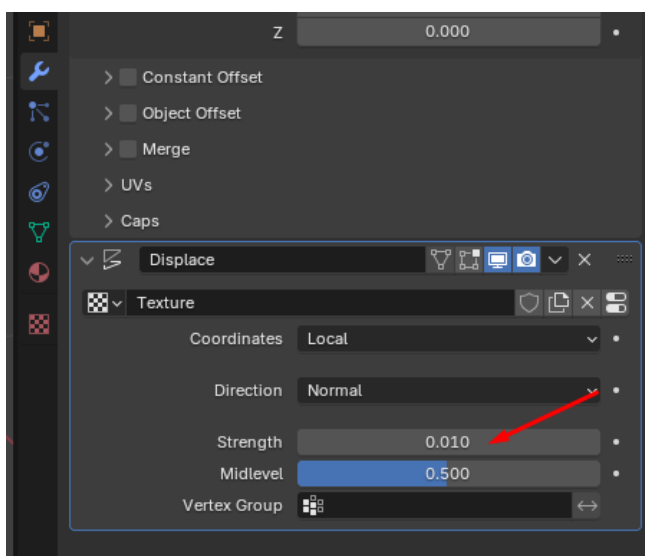 Z 0.000
Constant Offset
Object Offset
Merge
UVs
Caps
Displace
Texture
Coordinates Local
Direction Normal
Strength 0.010
Midlevel 0.500
Vertex Group